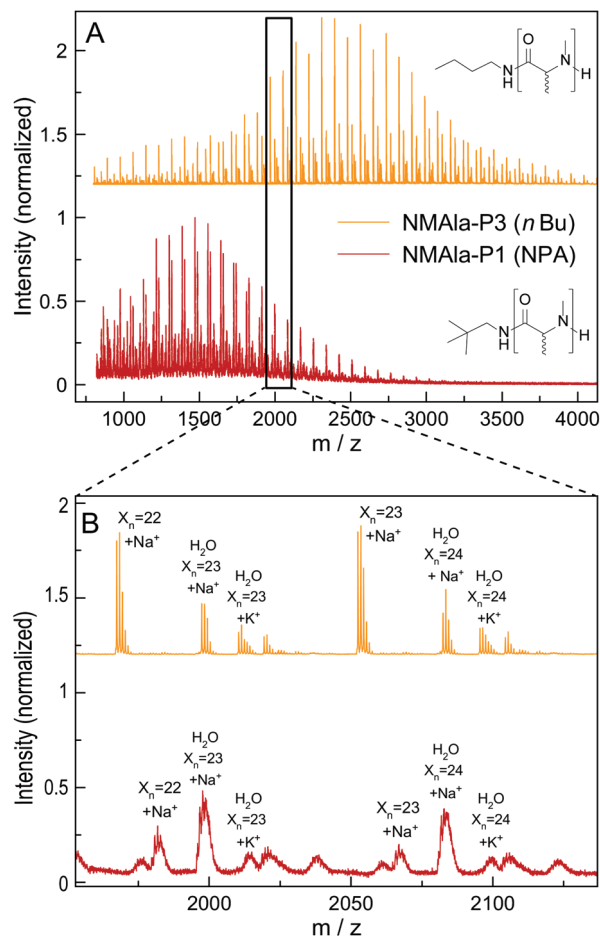 A
2
1.5
1
0.5
0
Intensity (normalized)
O
N
NH
H
NMAla-P3 (n Bu)
NMAla-P1 (NPA)
O
N
N
H
H
1000 1500 2000 2500 3000 3500 4000
m / z
B
2
1.5
1
0.5
0
Intensity (normalized)
Xn=22
+Na+
H2O
Xn=23
+Na+
H2O
Xn=23
+K+
Xn=23
+Na+
H2O
Xn=24
+ Na+
H2O
Xn=24
+K+
Xn=22
+Na+
H2O
Xn=23
+Na+
H2O
Xn=23
+K+
Xn=23
+Na+
H2O
Xn=24
+Na+
H2O
Xn=24
+K+
2000 2050 2100
m / z